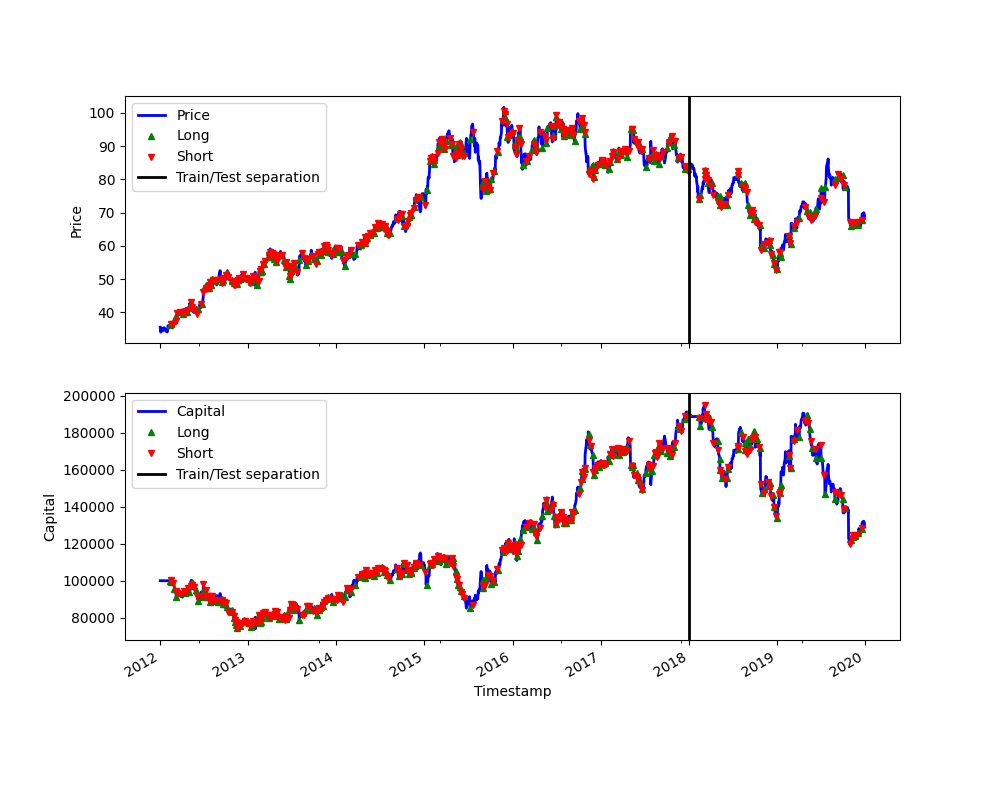 100
90
80
70
60
50
40
Price
Price
Long
Short
Train/Test separation
200000
180000
160000
140000
120000
100000
80000
Capital
Capital
Long
Short
Train/Test separation
2012
2013
2014
2015
2016
2017
2018
2019
2020
Timestamp